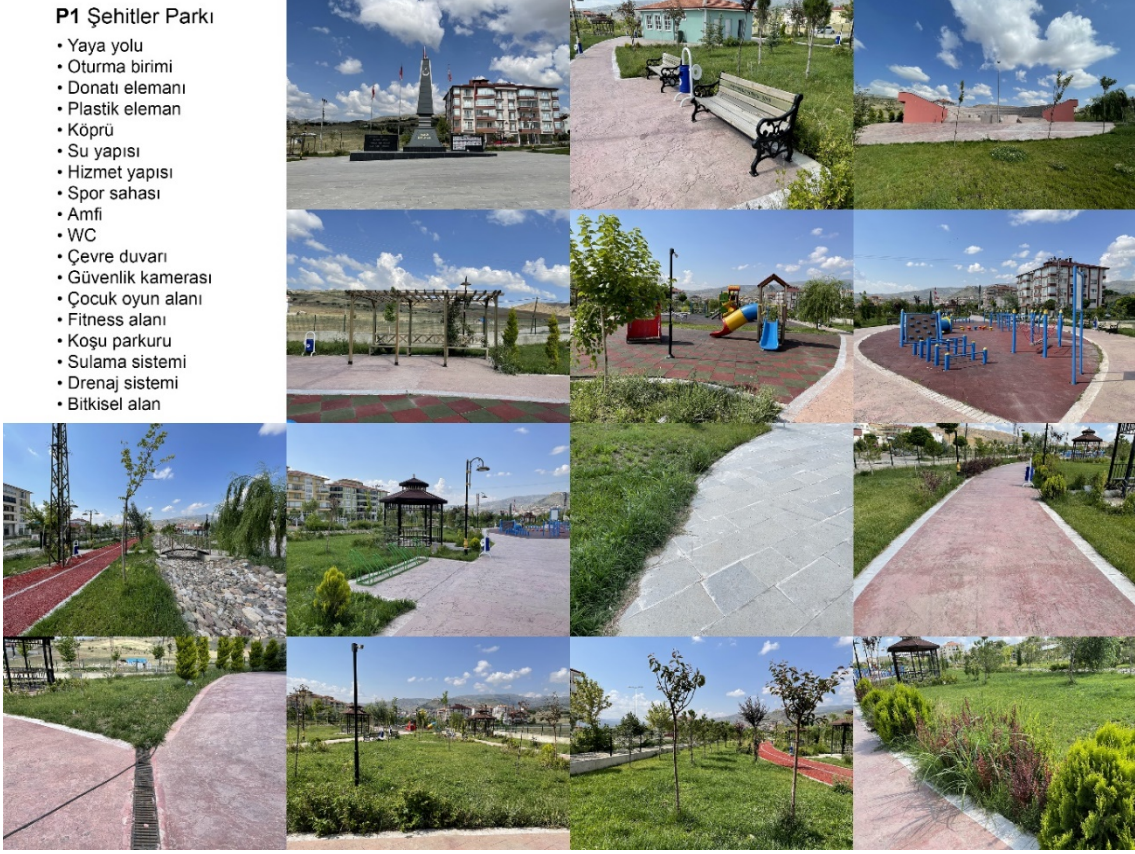 P1 Şehitler Parkı
• Yaya yolu
• Oturma birimi
• Donatı elemanı
• Plastik eleman
• Köprü
• Su yapısı
• Hizmet yapısı
• Spor sahası
• Amfi
• WC
• Çevre duvarı
• Güvenlik kamerası
• Çocuk oyun alanı
• Fitness alanı
• Koşu parkuru
• Sulama sistemi
• Drenaj sistemi
• Bitkisel alan